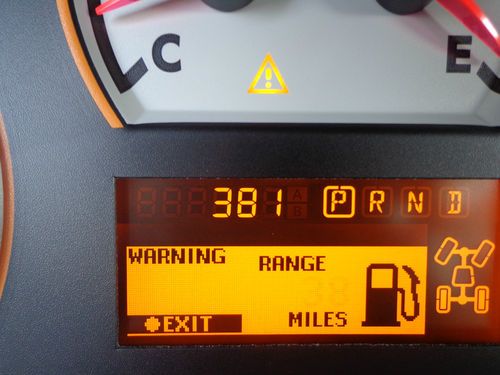 C E
381 P R N D
WARNING RANGE
EXIT MILES